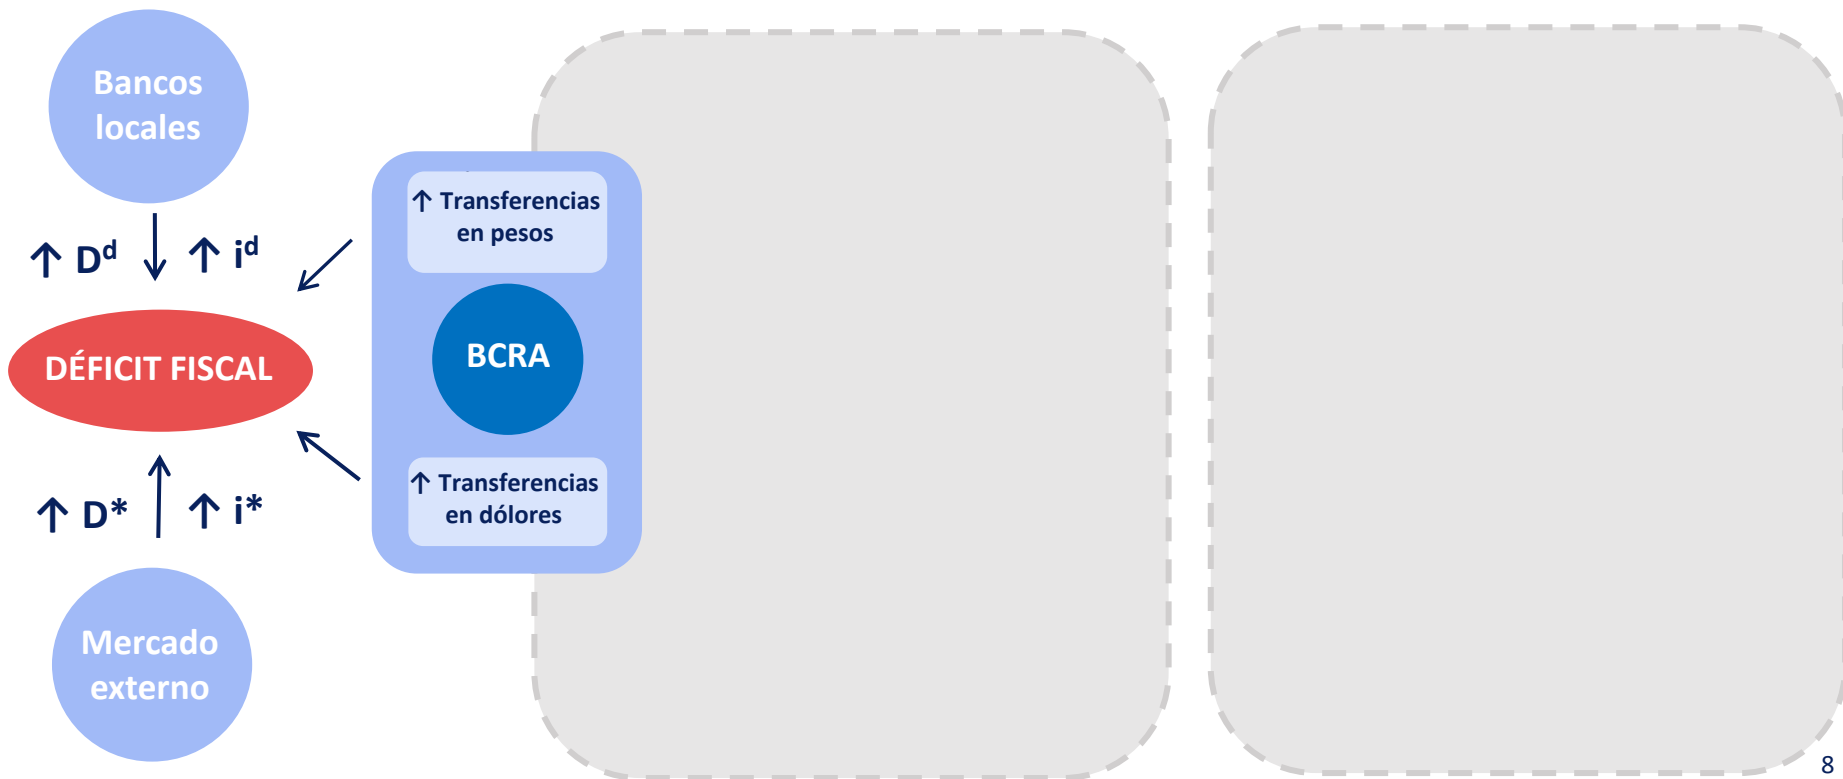 Bancos
locales
↑ Transferencias
en pesos
↑ Dᵈ ↑ iᵈ
DÉFICIT FISCAL
BCRA
↑ D* ↑ i*
↑ Transferencias
en dólores
Mercado
externo
8